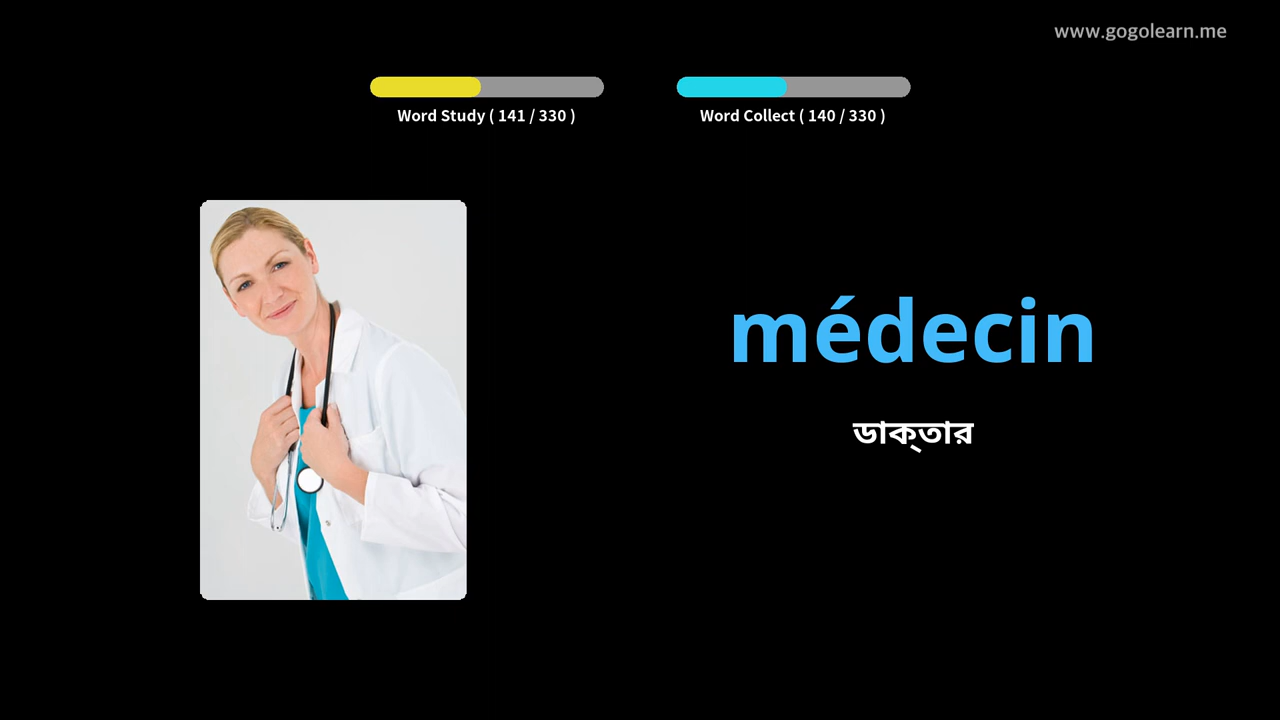 www.gogolearn.me
Word Study ( 141 / 330 )
Word Collect ( 140 / 330 )
médecin
ডাক্‌তার